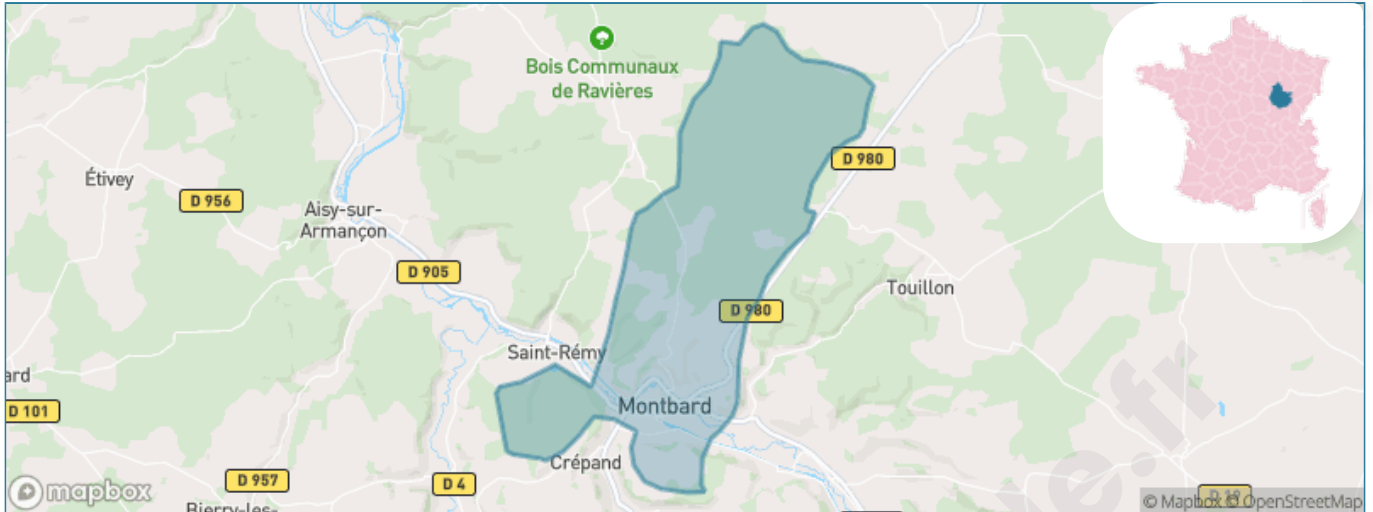 Bois Communaux
de Ravières
D 980
Étivey
D 956
Aisy-sur-
Armançon
D 905
Touillon
D 980
Saint-Rémy
ard
D 101
Montbard
Crépand
D 957
D 4
mapbox
© Mapbox © OpenStreetMap